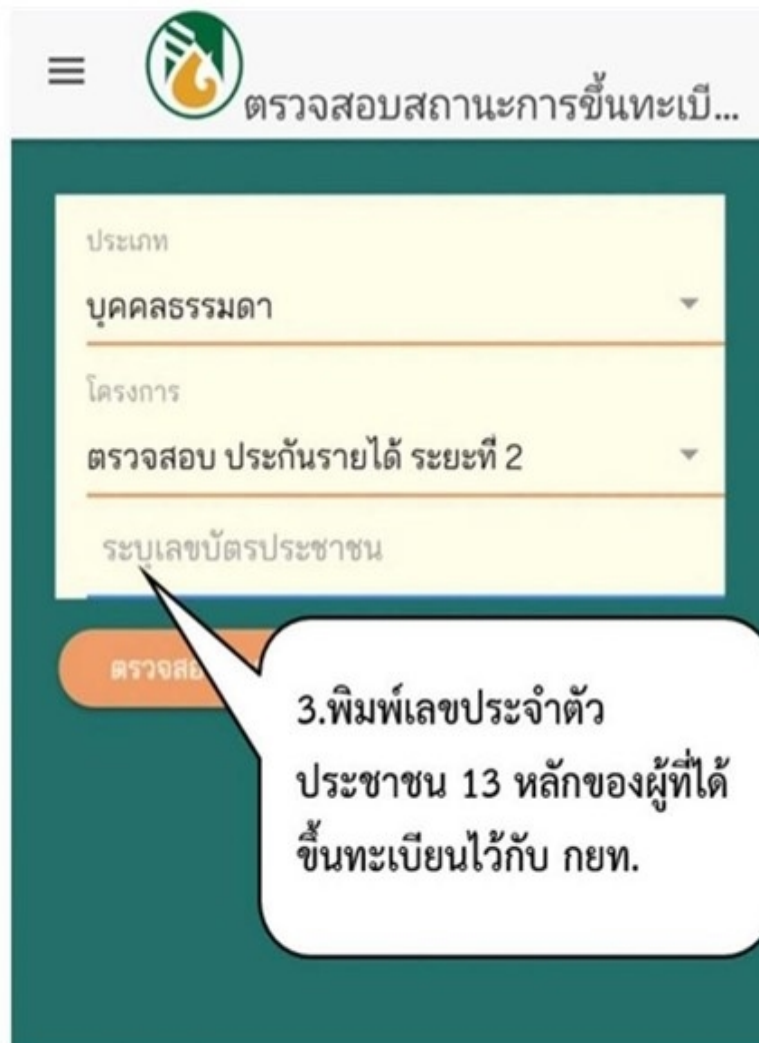 ตรวจสอบสถานะการขึ้นทะเบี...
ประเภท
บุคคลธรรมดา
โครงการ
ตรวจสอบ ประกันรายได้ ระยะที่ 2
ระบุเลขบัตรประชาชน
3.พิมพ์เลขประจำตัว
ประชาชน 13 หลักของผู้ที่ได้
ขึ้นทะเบียนไว้กับ กยท.